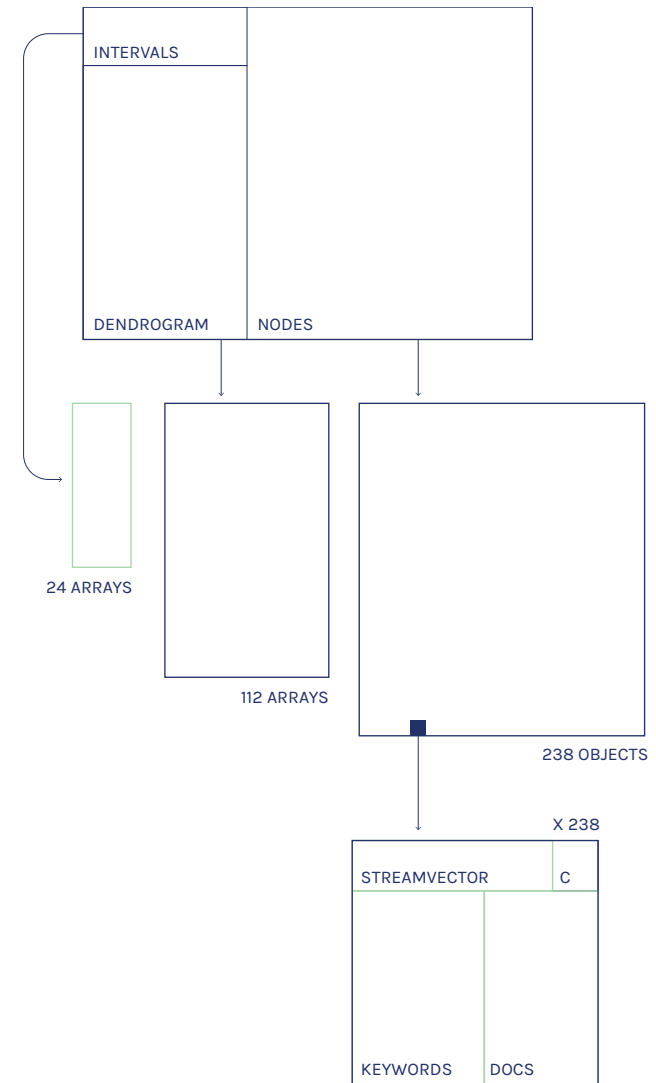 INTERVALS
DENDROGRAM
NODES
24 ARRAYS
112 ARRAYS
238 OBJECTS
X 238
STREAMVECTOR
C
KEYWORDS
DOCS